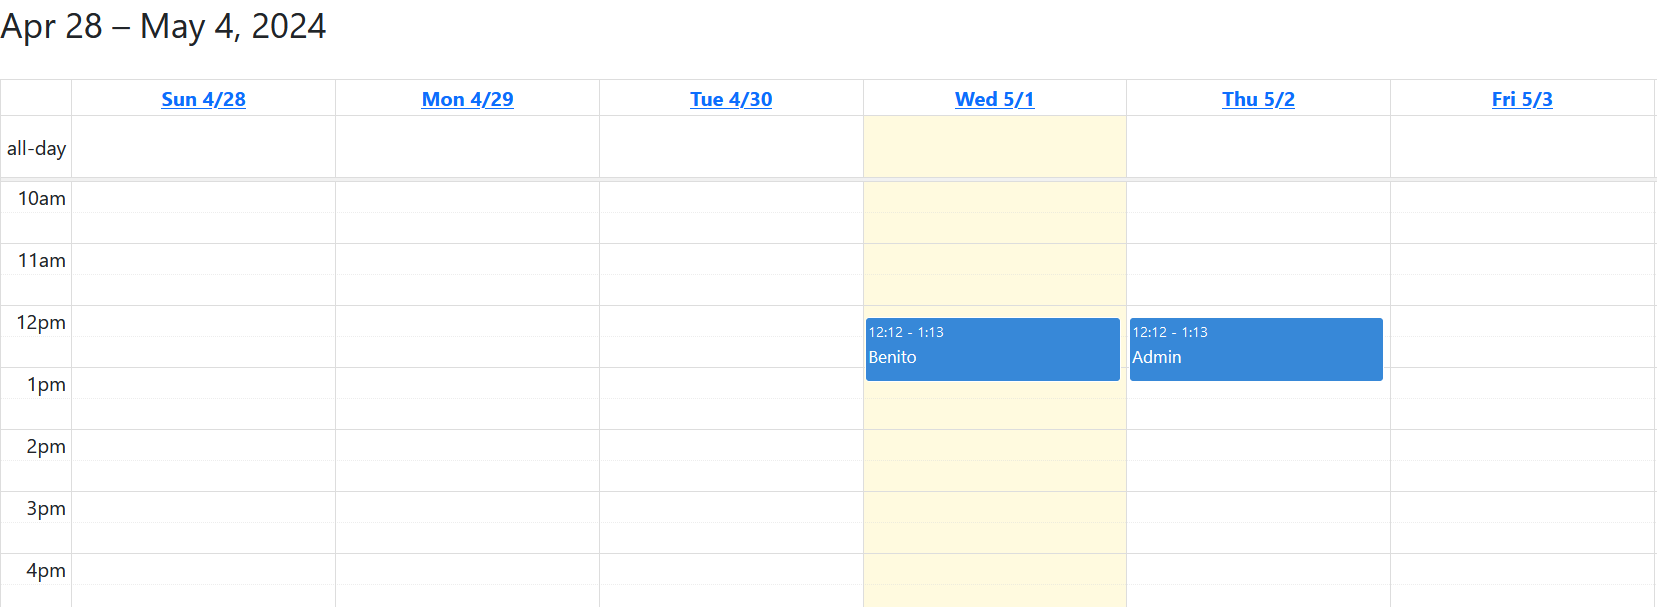 Apr 28 – May 4, 2024
Sun 4/28 Mon 4/29 Tue 4/30 Wed 5/1 Thu 5/2 Fri 5/3
all-day
10am
11am
12pm
12:12 - 1:13
Benito
12:12 - 1:13
Admin
1pm
2pm
3pm
4pm